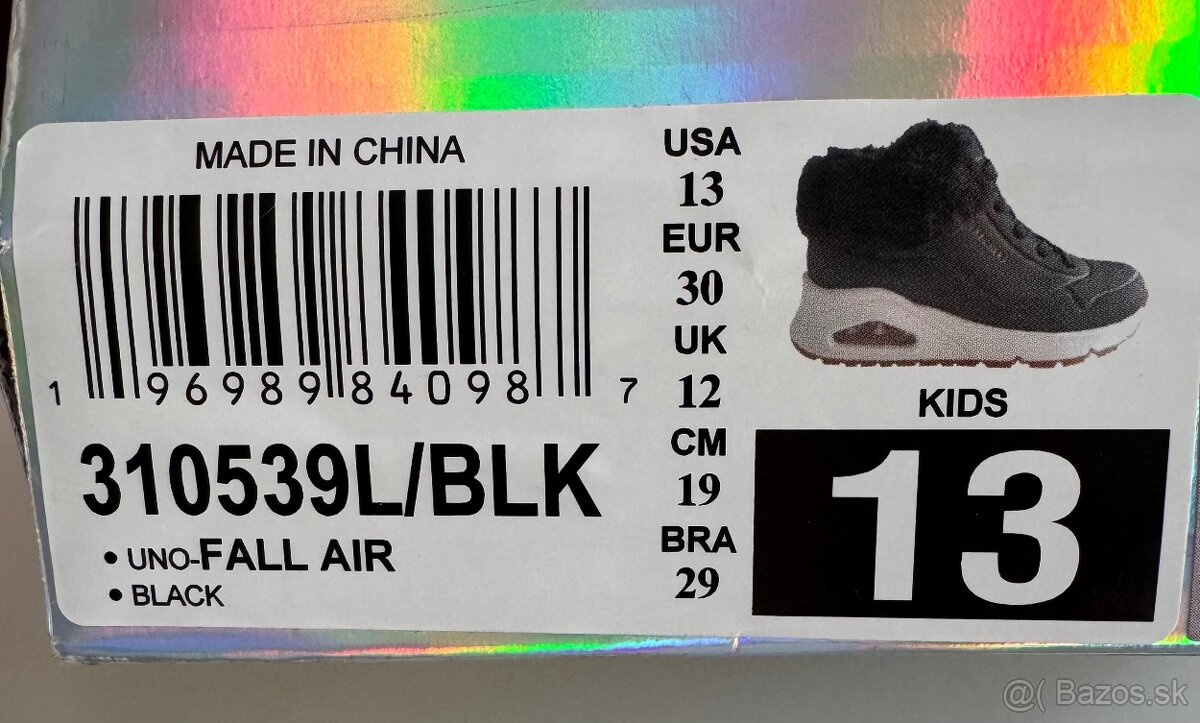 MADE IN CHINA
1 96989 84098 7
310539L/BLK
• UNO-FALL AIR
• BLACK
USA
13
EUR
30
UK
12
CM
19
BRA
29
KIDS
13
@( Bazos.sk